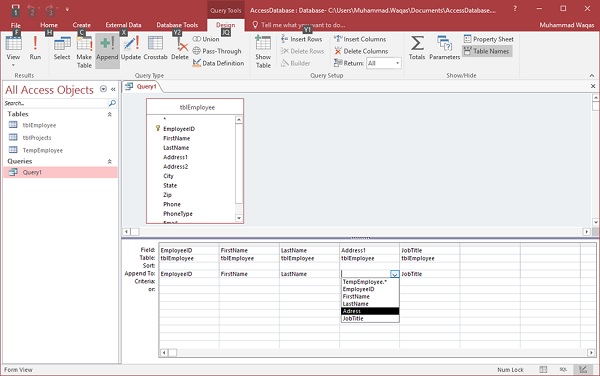 Query Tools
AccessDatabase : Database- C:\Users\Muhammad.Waqas\Documents\AccessDatabase....
Muhammad Waqas
1 2 3
File Home Create External Data Database Tools Design Tell me what you want to do...
F H C X Y2 JQ Y1
View Run Select Make Table Append Update Crosstab Delete
Union
Pass-Through
Data Definition
Show Table
Insert Rows
Delete Rows
Builder
Insert Columns
Delete Columns
Return: All
Totals Parameters
Property Sheet
Table Names
Results Query Type Query Setup Show/Hide
All Access Objects
Search...
Tables
tblEmployee
tblProjects
TempEmployee
Queries
Query1
Query1
tblEmployee
*
EmployeeID
FirstName
LastName
Address1
Address2
City
State
Zip
Phone
PhoneType
Email
Field: EmployeeID FirstName LastName Address1 JobTitle
Table: tblEmployee tblEmployee tblEmployee tblEmployee tblEmployee
Sort:
Append To: EmployeeID FirstName LastName JobTitle
Criteria:
or:
TempEmployee.*
EmployeeID
FirstName
LastName
Adress
JobTitle
Form View Num Lock SQL